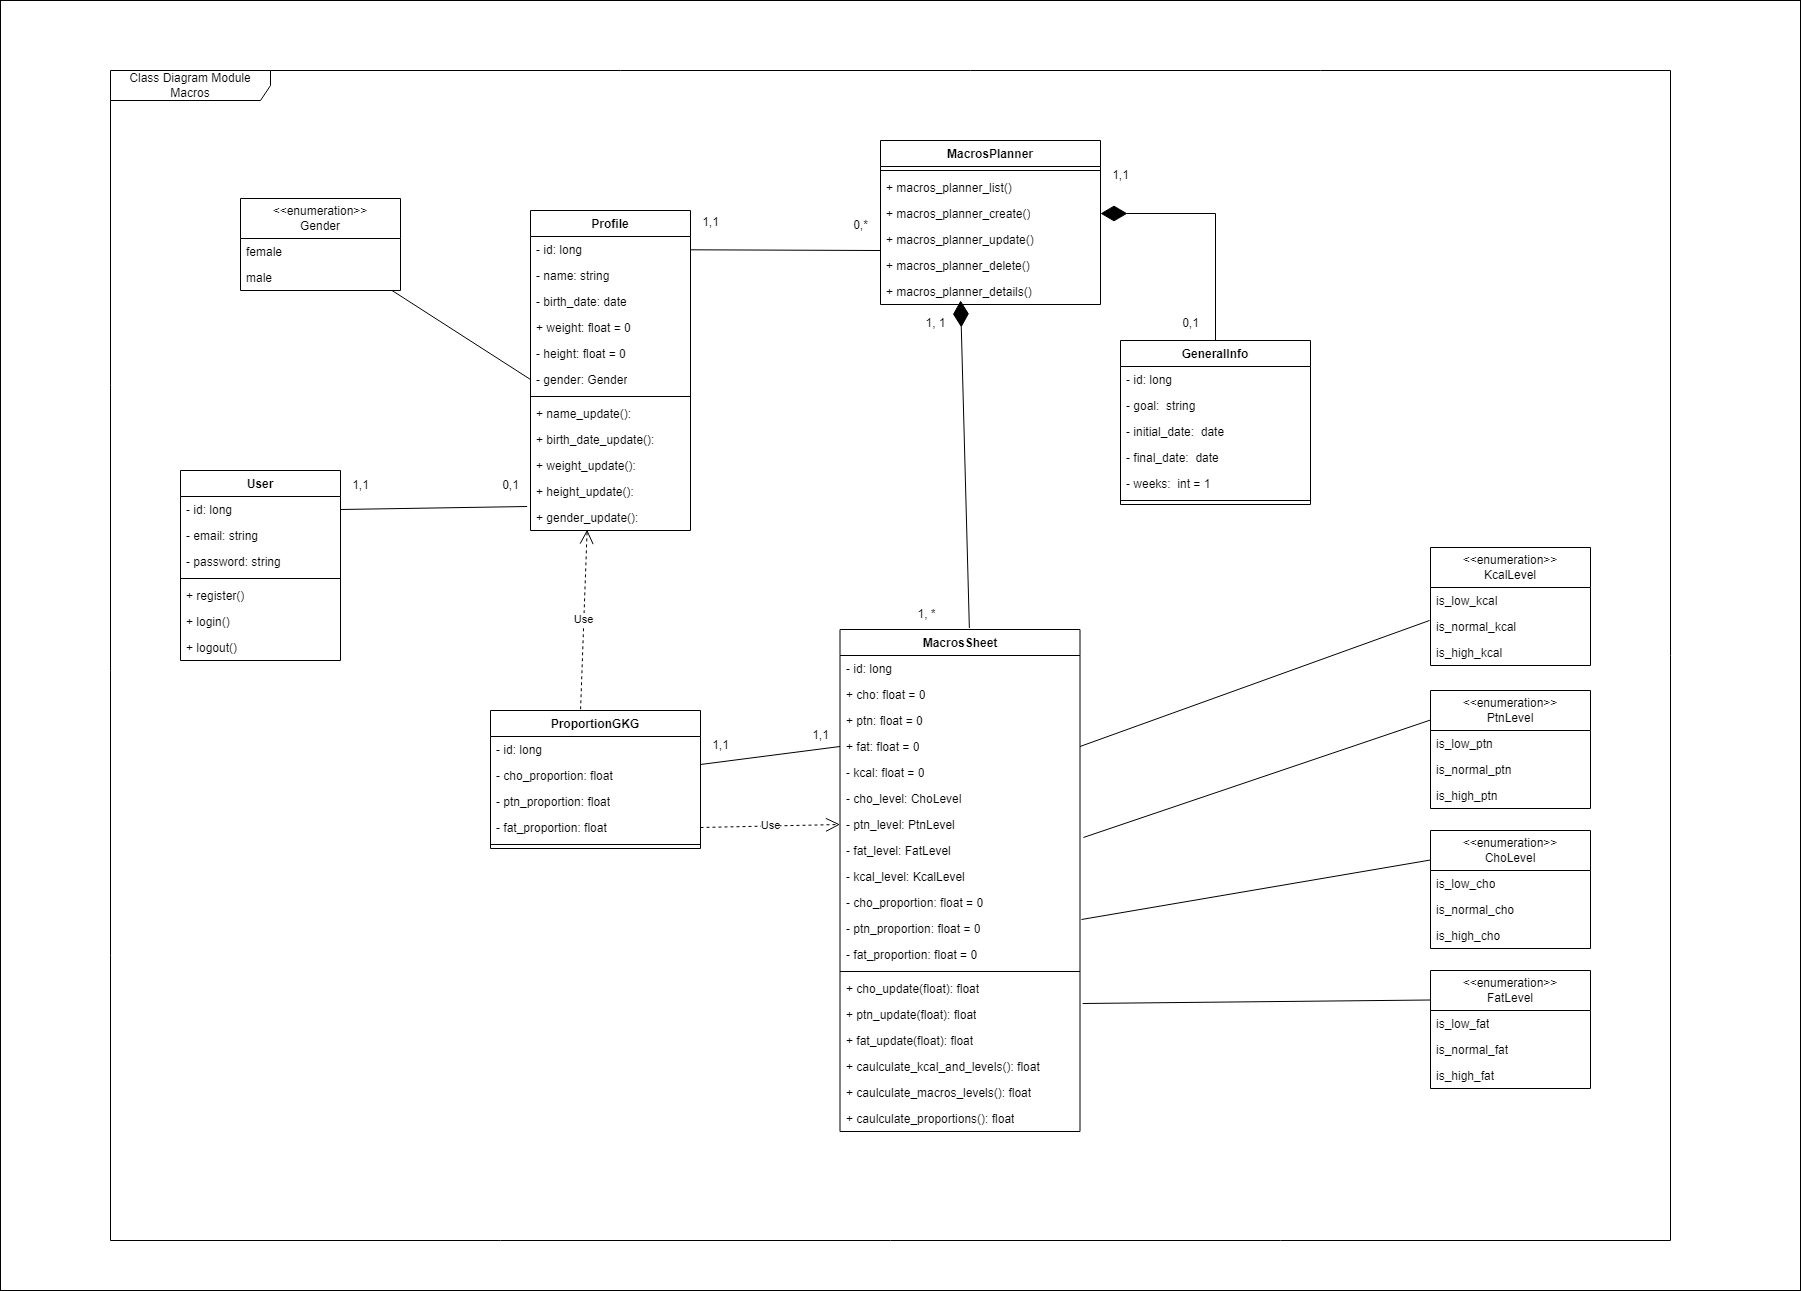 Class Diagram Module
Macros
MacrosPlanner
+ macros_planner_list()
+ macros_planner_create()
+ macros_planner_update()
+ macros_planner_delete()
+ macros_planner_details()
1,1
0,*
1,1
1, 1
0,1
<<enumeration>>
Gender
female
male
Profile
- id: long
- name: string
- birth_date: date
+ weight: float = 0
- height: float = 0
- gender: Gender
+ name_update():
+ birth_date_update():
+ weight_update():
+ height_update():
+ gender_update():
GeneralInfo
- id: long
- goal:  string
- initial_date:  date
- final_date:  date
- weeks:  int = 1
User
- id: long
- email: string
- password: string
+ register()
+ login()
+ logout()
1,1
0,1
Use
1, *
MacrosSheet
- id: long
+ cho: float = 0
+ ptn: float = 0
+ fat: float = 0
- kcal: float = 0
- cho_level: ChoLevel
- ptn_level: PtnLevel
- fat_level: FatLevel
- kcal_level: KcalLevel
- cho_proportion: float = 0
- ptn_proportion: float = 0
- fat_proportion: float = 0
+ cho_update(float): float
+ ptn_update(float): float
+ fat_update(float): float
+ caulculate_kcal_and_levels(): float
+ caulculate_macros_levels(): float
+ caulculate_proportions(): float
ProportionGKG
- id: long
- cho_proportion: float
- ptn_proportion: float
- fat_proportion: float
1,1
1,1
Use
<<enumeration>>
KcalLevel
is_low_kcal
is_normal_kcal
is_high_kcal
<<enumeration>>
PtnLevel
is_low_ptn
is_normal_ptn
is_high_ptn
<<enumeration>>
ChoLevel
is_low_cho
is_normal_cho
is_high_cho
<<enumeration>>
FatLevel
is_low_fat
is_normal_fat
is_high_fat